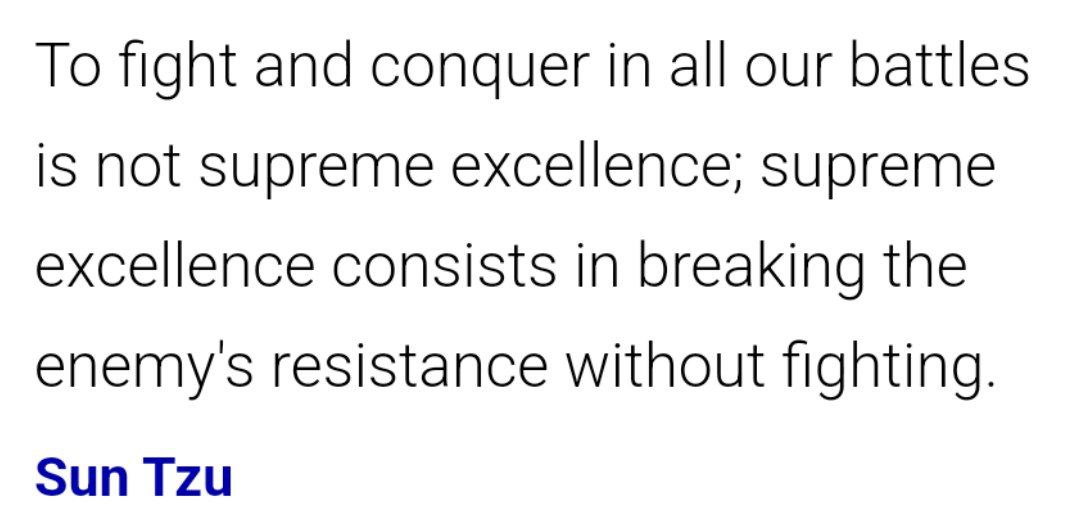 To fight and conquer in all our battles
is not supreme excellence; supreme
excellence consists in breaking the
enemy's resistance without fighting.
Sun Tzu